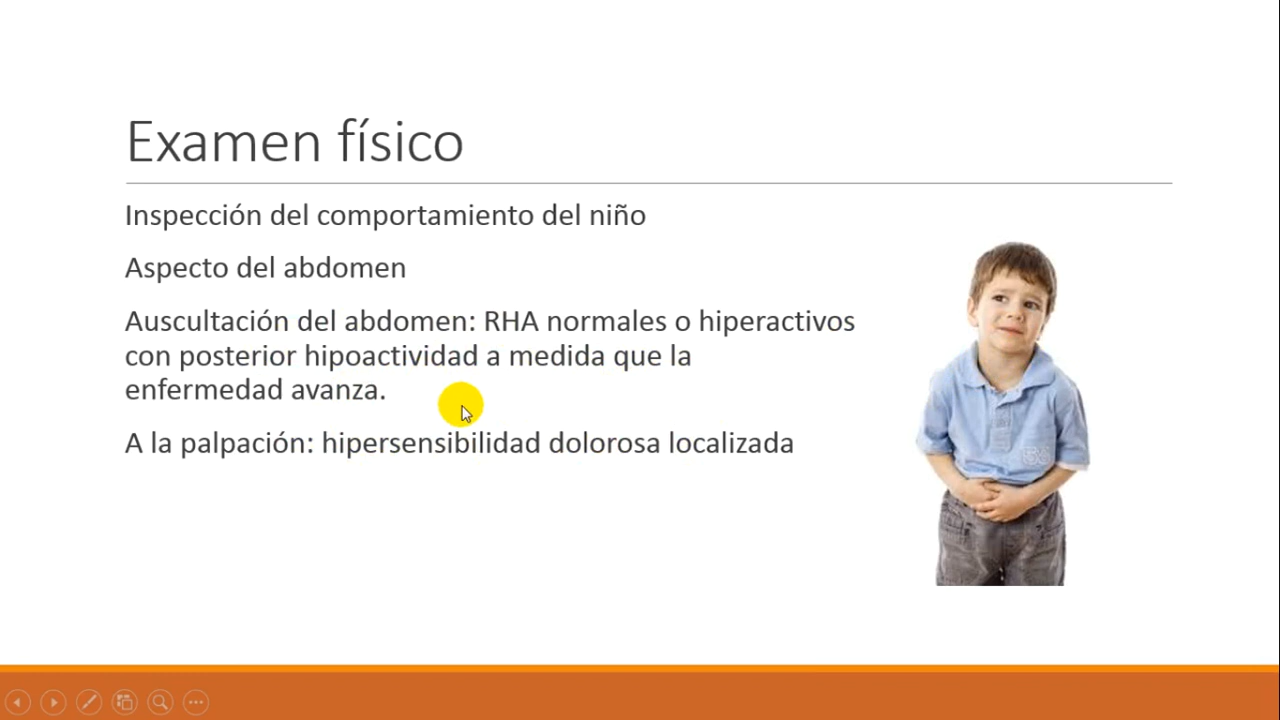 Examen físico
Inspección del comportamiento del niño
Aspecto del abdomen
Auscultación del abdomen: RHA normales o hiperactivos
con posterior hipoactividad a medida que la
enfermedad avanza.
A la palpación: hipersensibilidad dolorosa localizada